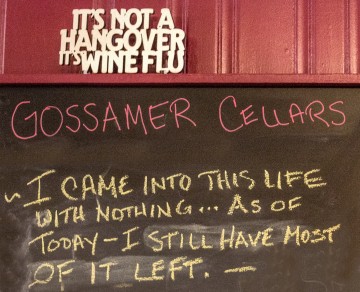 IT'S NOT A
HANGOVER
IT'S WINE FLU
GOSSAMER CELLARS
~ I CAME INTO THIS LIFE
WITH NOTHING... AS OF
TODAY - I STILL HAVE MOST
OF IT LEFT. —